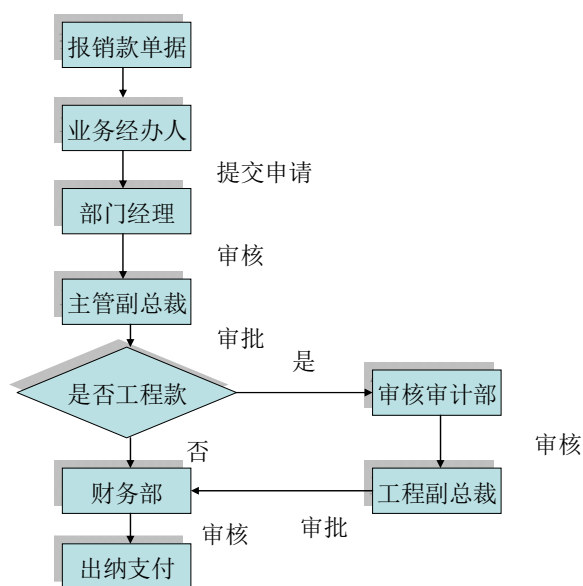 报销款单据
业务经办人
提交申请
部门经理
审核
主管副总裁
审批
是
是否工程款
审核审计部
否
审核
财务部
工程副总裁
审核
审批
出纳支付